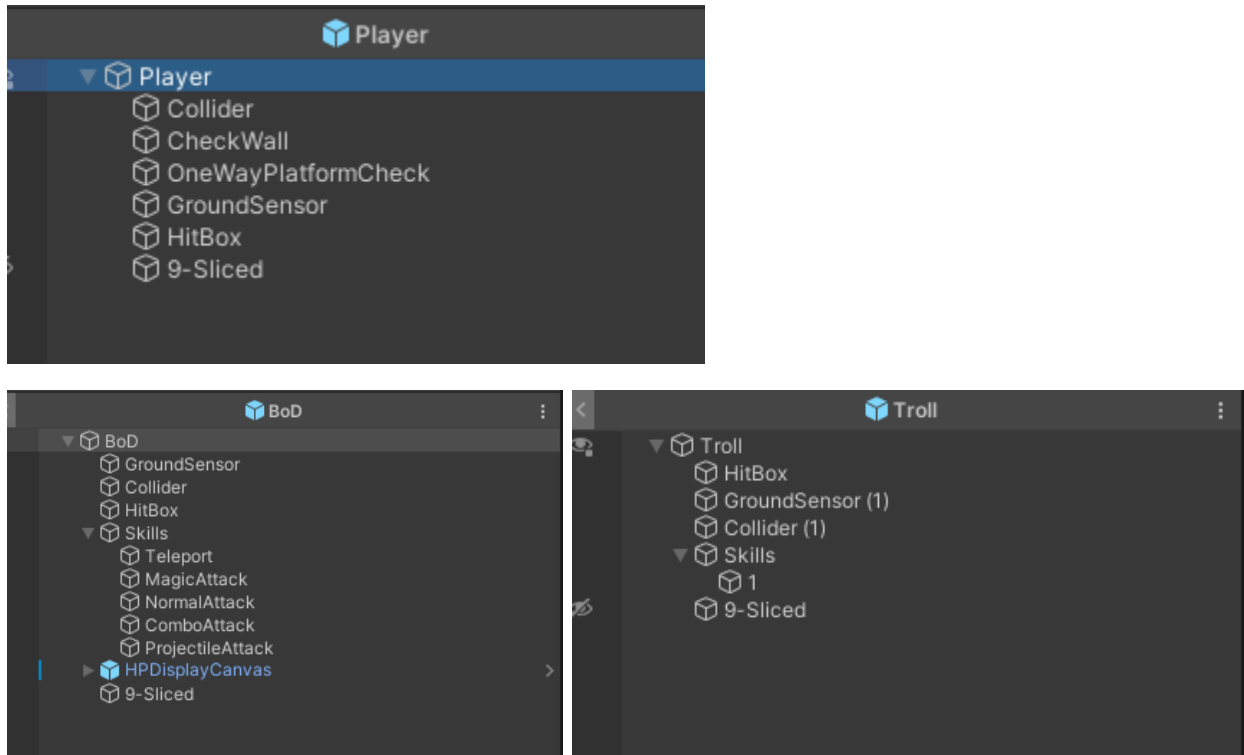 Player
Player
Collider
CheckWall
OneWayPlatformCheck
GroundSensor
HitBox
9-Sliced
BoD
BoD
GroundSensor
Collider
HitBox
Skills
Teleport
MagicAttack
NormalAttack
ComboAttack
ProjectileAttack
HPDisplayCanvas
9-Sliced
Troll
Troll
HitBox
GroundSensor (1)
Collider (1)
Skills
1
9-Sliced